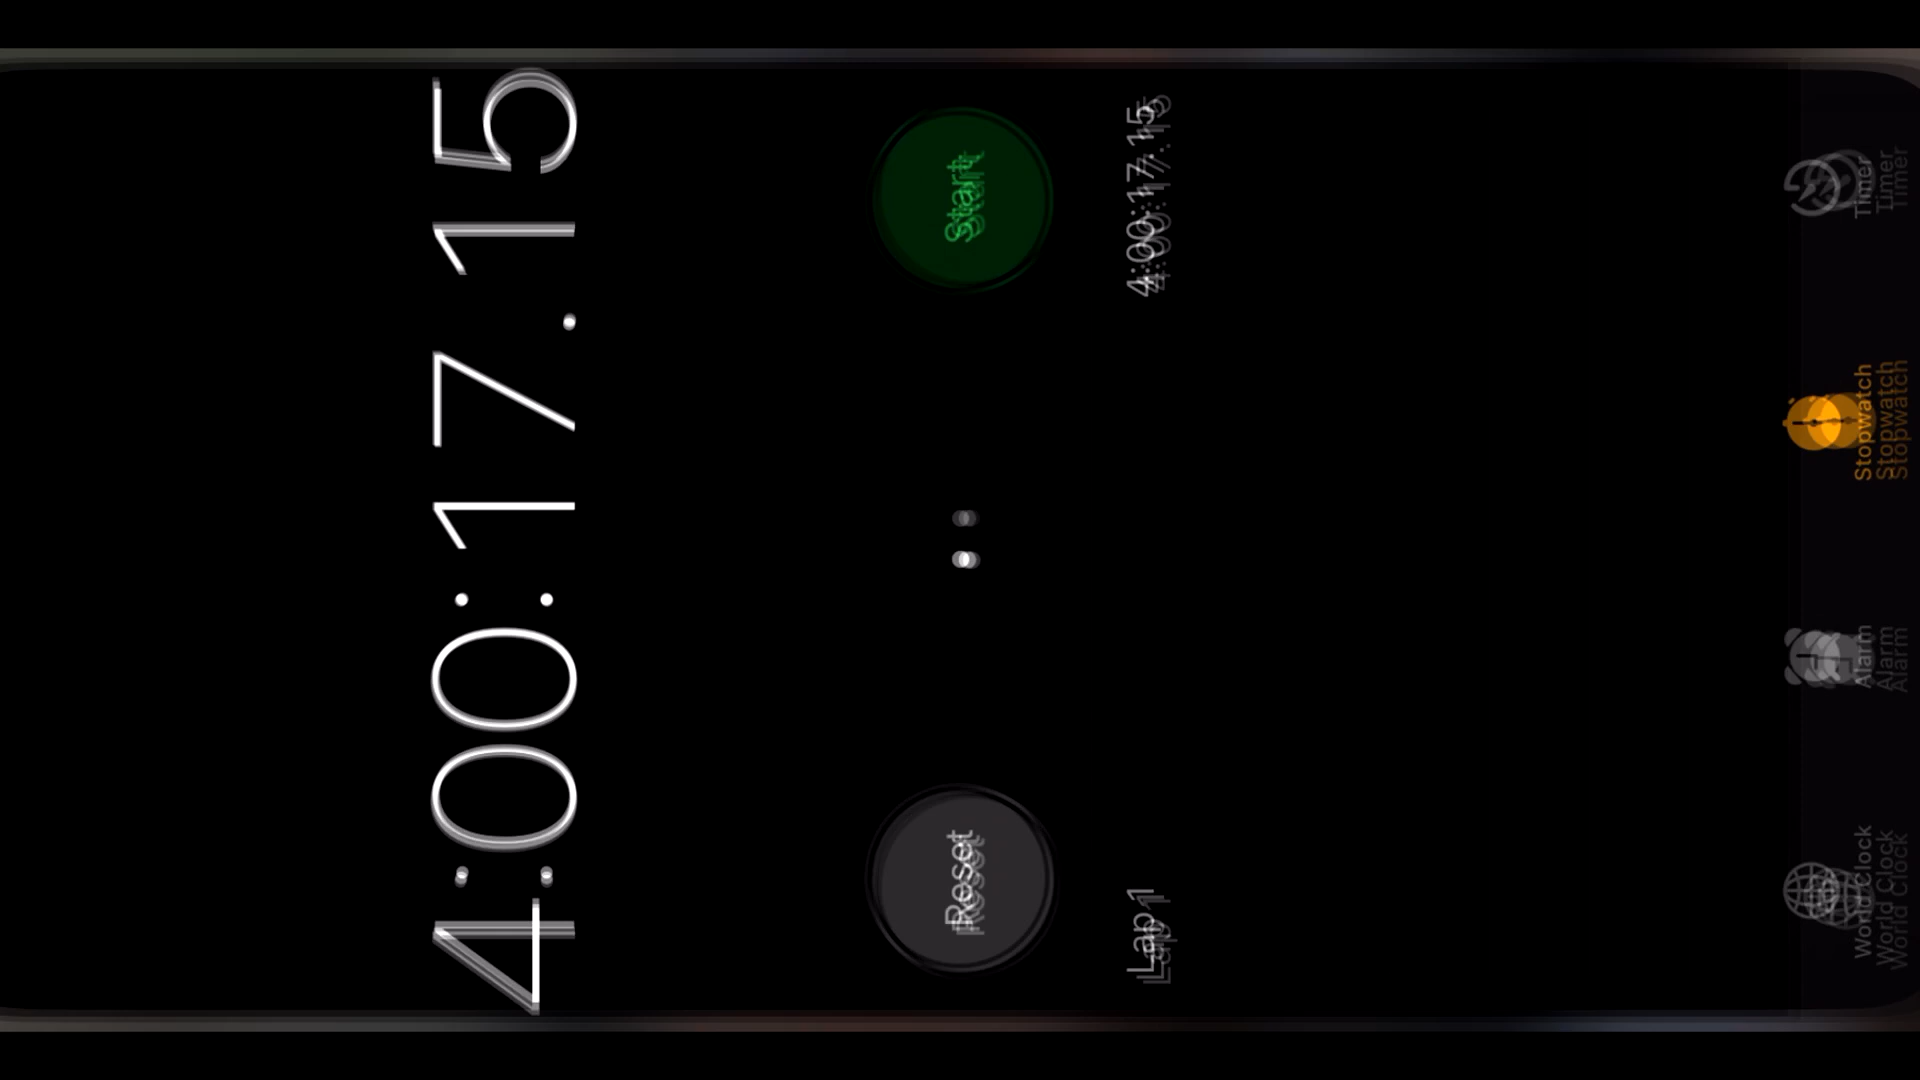 4:00:17.15
Reset
Start
Lap 1
4:00:17.15
World Clock
Alarm
Stopwatch
Timer